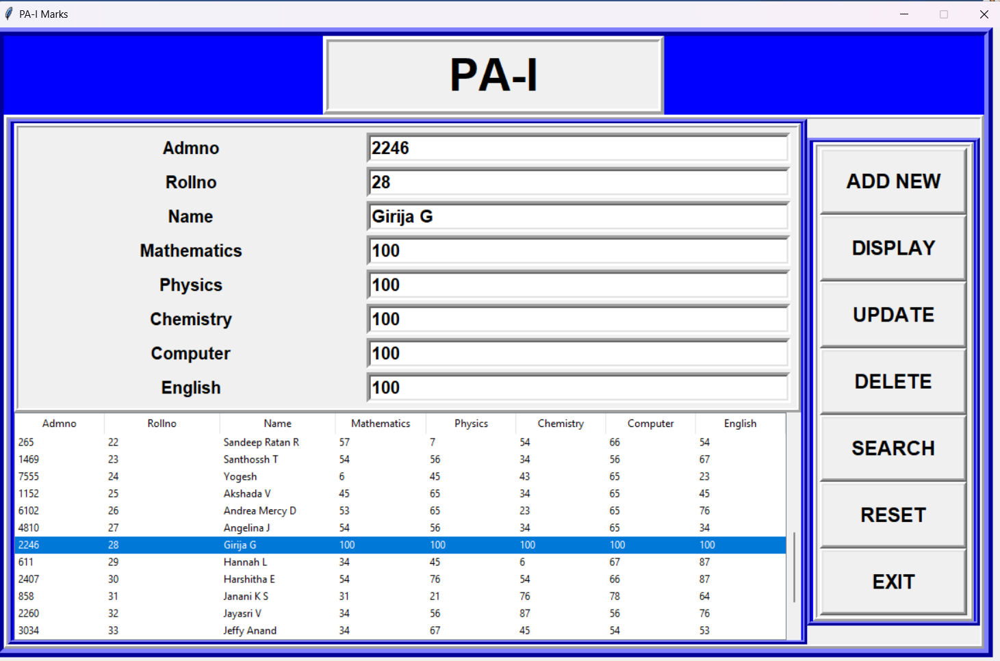 PA-I Marks
PA-I
Admno 2246
Rollno 28
Name Girija G
Mathematics 100
Physics 100
Chemistry 100
Computer 100
English 100
ADD NEW
DISPLAY
UPDATE
DELETE
SEARCH
RESET
EXIT
Admno Rollno Name Mathematics Physics Chemistry Computer English
265 22 Sandeep Ratan R 57 7 54 66 54
1469 23 Santhossh T 54 56 34 56 67
7555 24 Yogesh 6 45 43 65 23
1152 25 Akshada V 45 65 34 65 45
6102 26 Andrea Mercy D 53 65 23 65 76
4810 27 Angelina J 54 56 34 65 34
2246 28 Girija G 100 100 100 100 100
611 29 Hannah L 34 45 6 67 87
2407 30 Harshitha E 54 76 54 66 87
858 31 Janani K S 31 21 76 78 64
2260 32 Jayasri V 34 56 87 56 76
3034 33 Jeffy Anand 34 67 45 54 53